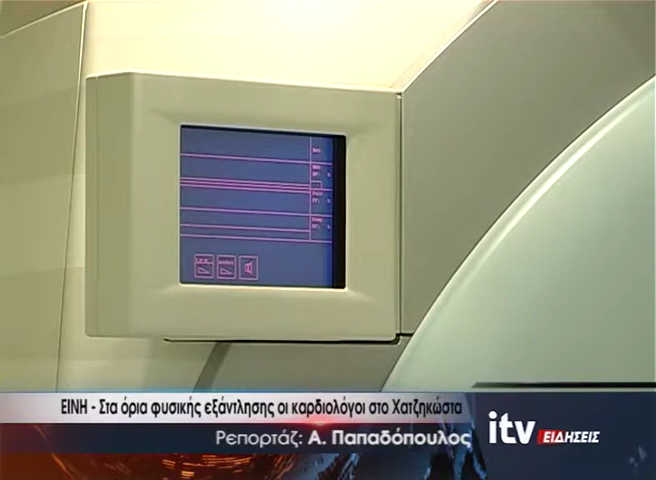 ΕΙΝΗ - Στα όρια φυσικής εξάντλησης οι καρδιολόγοι στο Χατζηκώστα
Ρεπορτάζ: Α. Παπαδόπουλος
itv ΕΙΔΗΣΕΙΣ